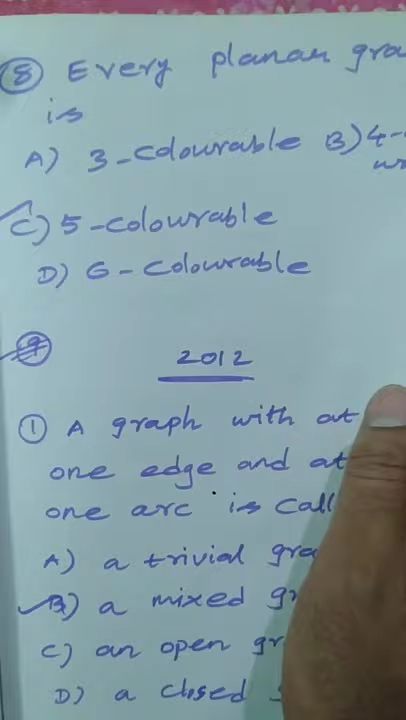 ⑧ Every planar gra
is
A) 3-colourable B) 4-
C) 5-colourable
D) 6-colourable
⑨
2012
① A graph with at
one edge and at
one arc is call
A) a trivial gra
B) a mixed gr
C) an open gr
D) a closed